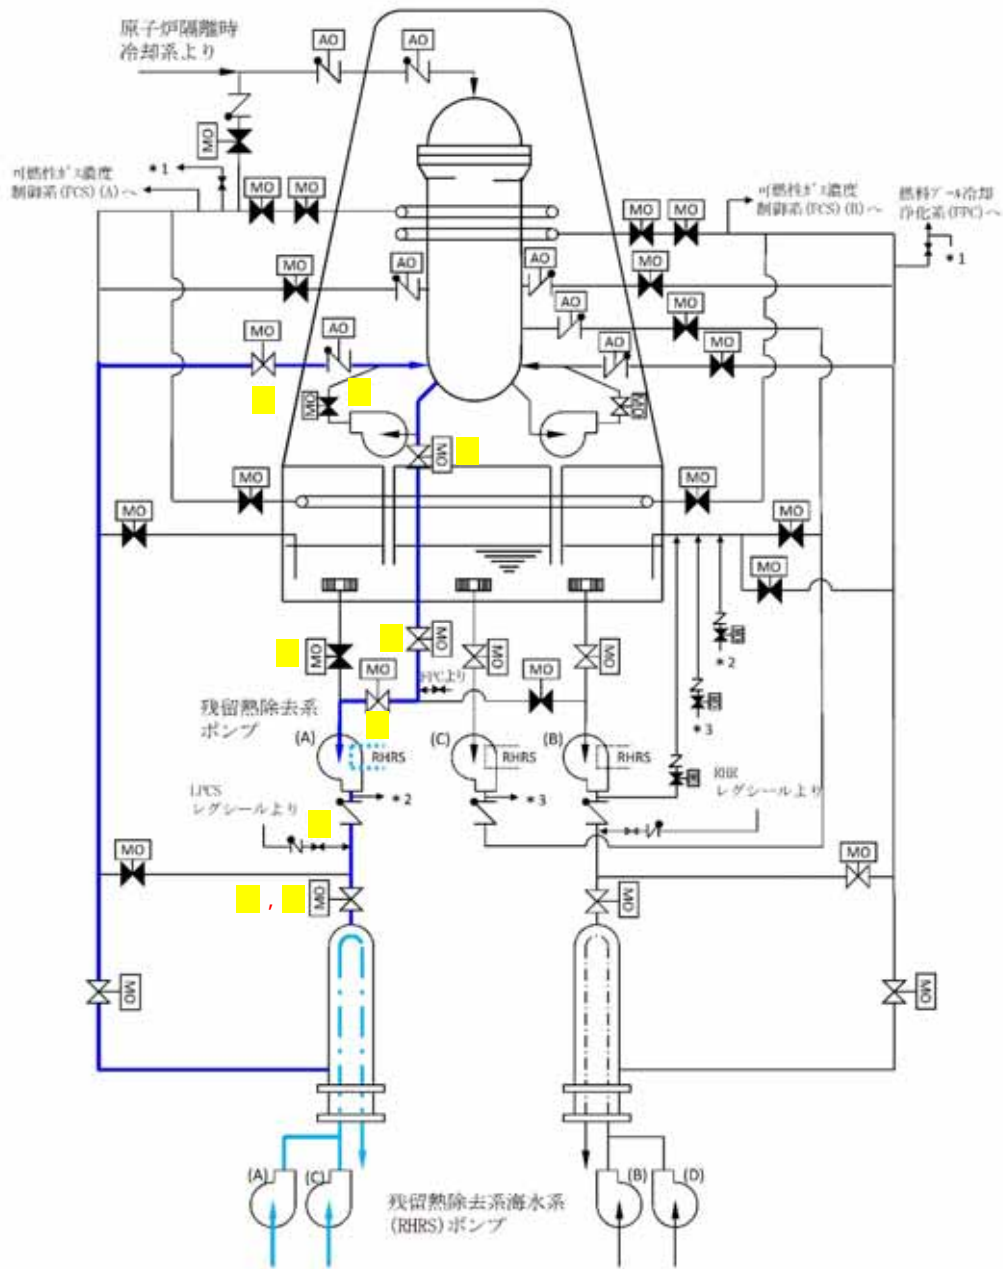 原子炉隔離時
冷却系より
AO
AO
MO
*1
可燃性ｶﾞｽ濃度
制御系(FCS)(A)へ
MO
MO
可燃性ｶﾞｽ濃度
制御系(FCS)(B)へ
燃料ﾌﾟｰﾙ冷却
浄化系(FPC)へ
*1
MO
MO
MO
AO
AO
MO
AO
MO
MO
AO
AO
MO
MO
MO
MO
MO
MO
MO
MO
MO
MO
MO
MO
MO
MO
*2
FPCより
MO
MO
*3
残留熱除去系
ポンプ
(A)
RHRS
(C)
RHRS
(B)
RHRS
LPCS
レグシールより
*2
*3
RHR
レグシールより
MO
MO
,
MO
MO
MO
MO
(A)
(C)
(B)
(D)
残留熱除去系海水系
(RHRS)ポンプ